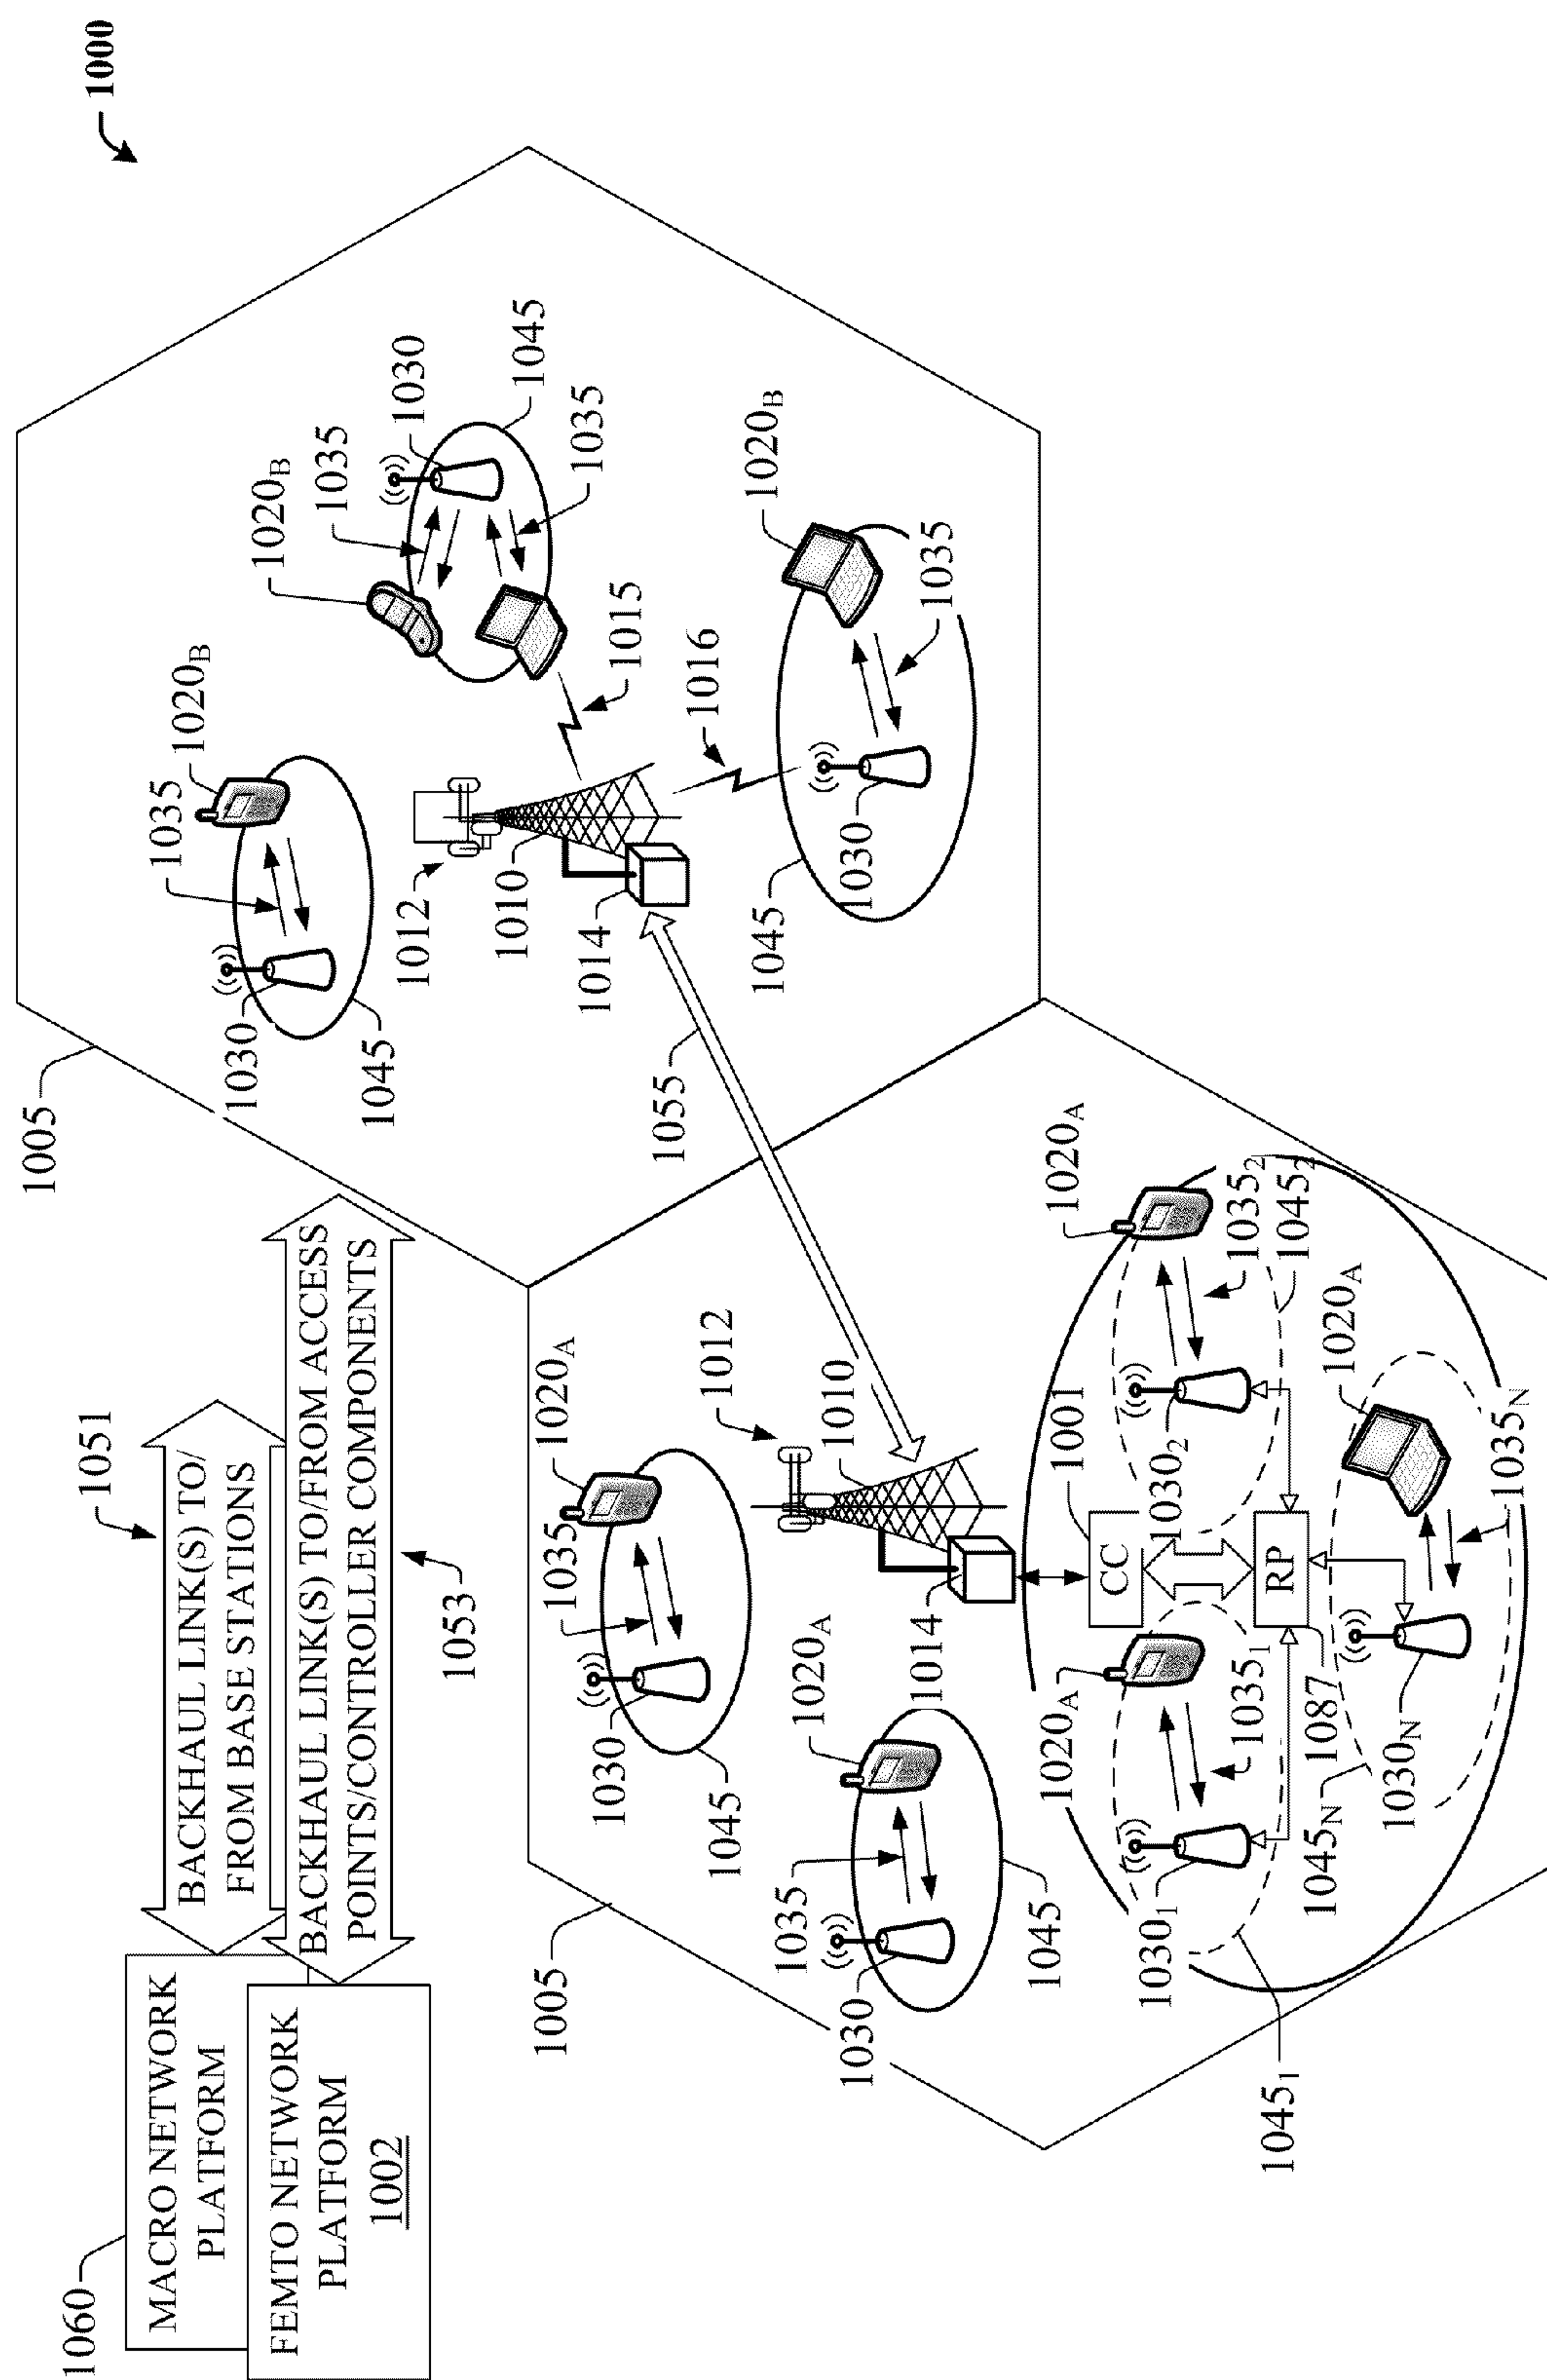 1000
1060
MACRO NETWORK
PLATFORM
FEMTO NETWORK
PLATFORM
1002
1051
BACKHAUL LINK(S) TO/
FROM BASE STATIONS
BACKHAUL LINK(S) TO/FROM ACCESS
POINTS/CONTROLLER COMPONENTS
1053
1005
1030
1035
1020B
1045
1012
1010
1014
1020B
1035
1030
1045
1035
1015
1016
1020B
1035
1030
1045
1055
1005
1020A
1035
1030
1045
1012
1010
1014
1020A
1035
1030
1045
1001
CC
RP
1087
1020A
1035₁
1030₁
1045₁
1020A
1035₂
1045₂
1030₂
1020A
1035N
1030N
1045N